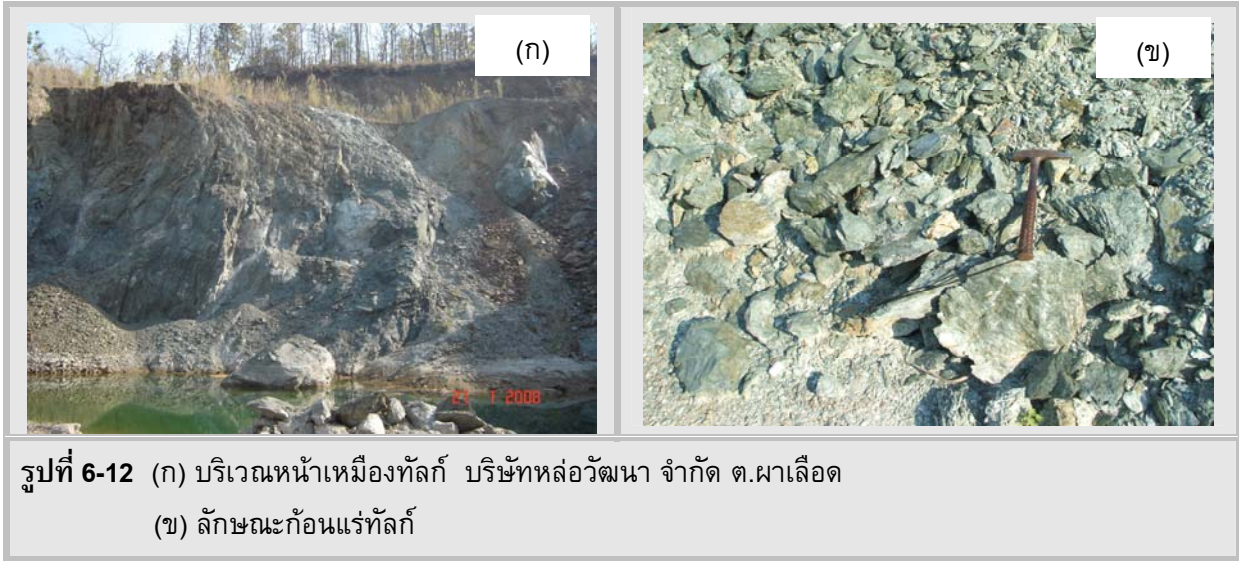 (ก)
(ข)
27 1 2008
รูปที่ 6-12 (ก) บริเวณหน้าเหมืองทัลก์ บริษัทหล่อวัฒนา จำกัด ต.ผาเลือด
(ข) ลักษณะก้อนแร่ทัลก์